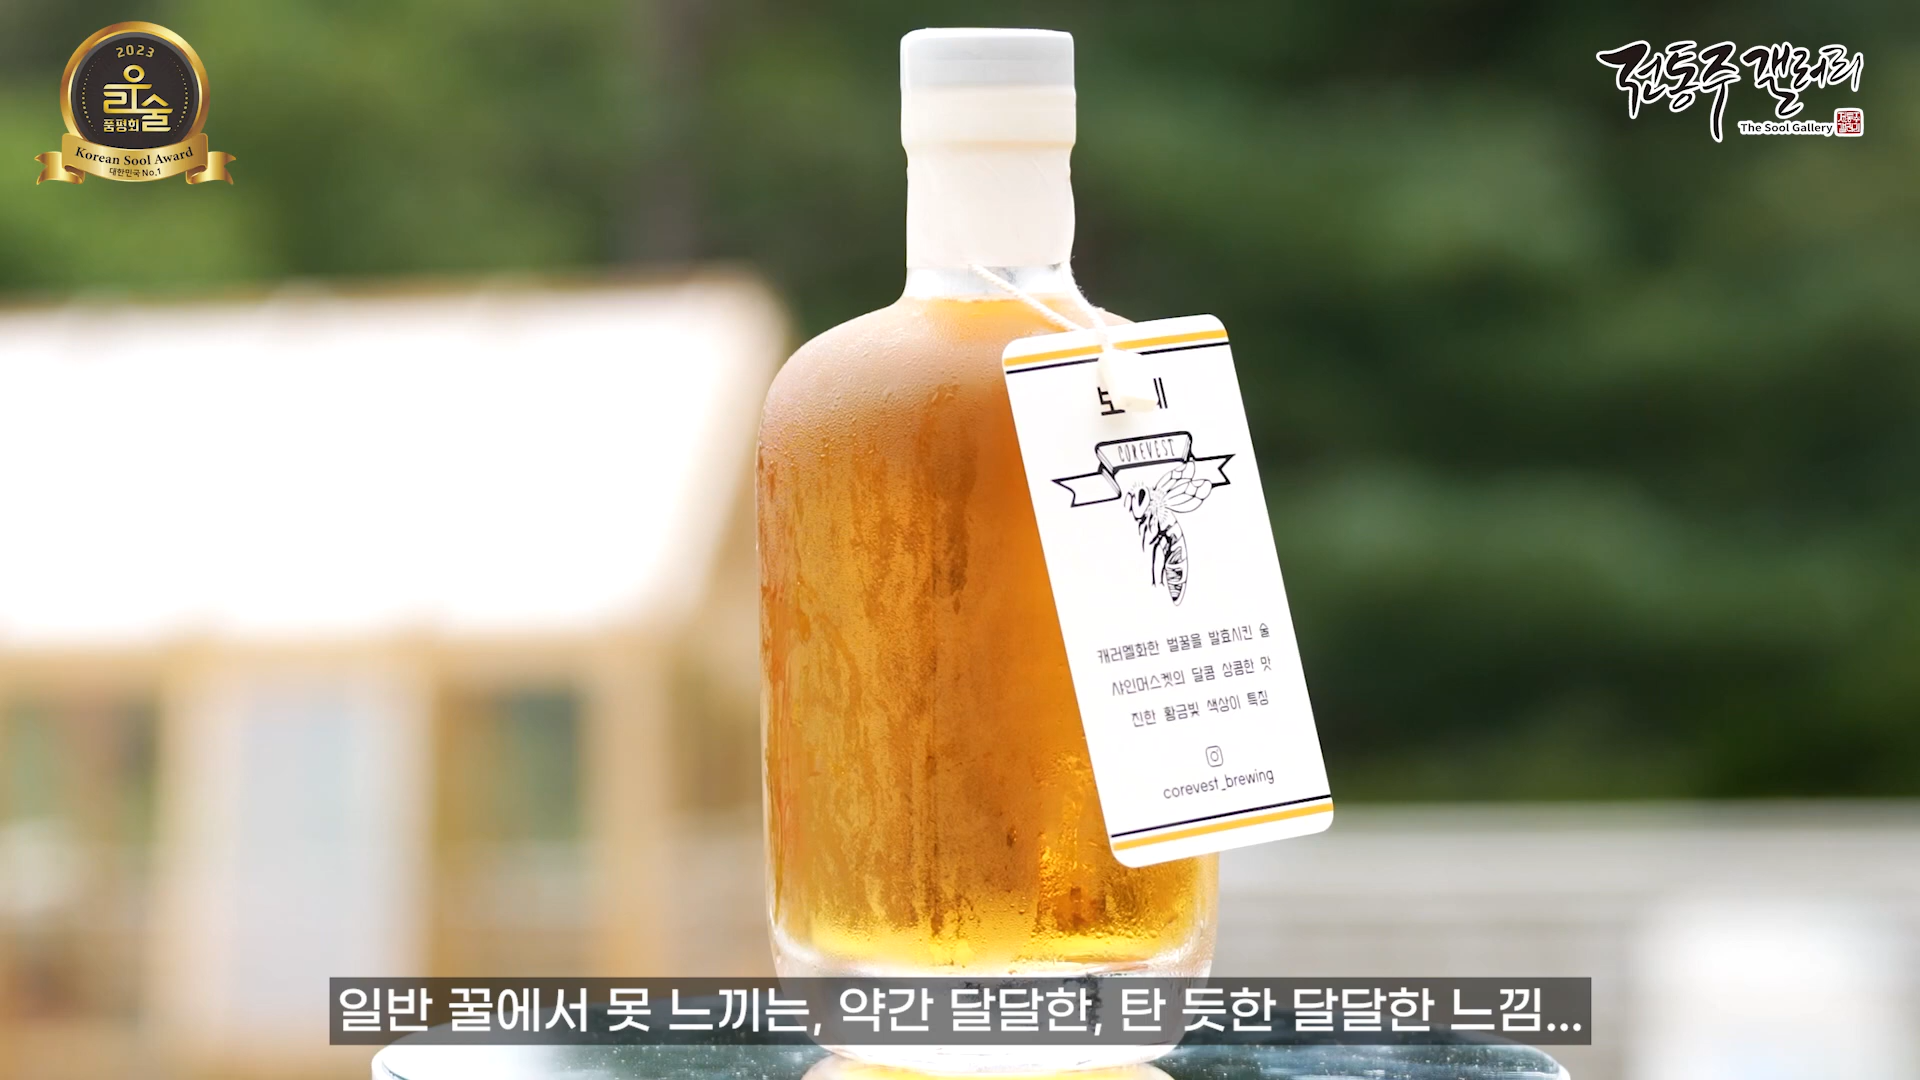 2023
우리술
품평회
Korean Sool Award
대한민국 No.1
전통주 갤러리
The Sool Gallery
COREVEST
캐러멜화한 벌꿀을 발효시킨 술
샤인머스켓의 달콤 상콤한 맛
진한 황금빛 색상이 특징
corevest_brewing
일반 꿀에서 못 느끼는, 약간 달달한, 탄 듯한 달달한 느낌...